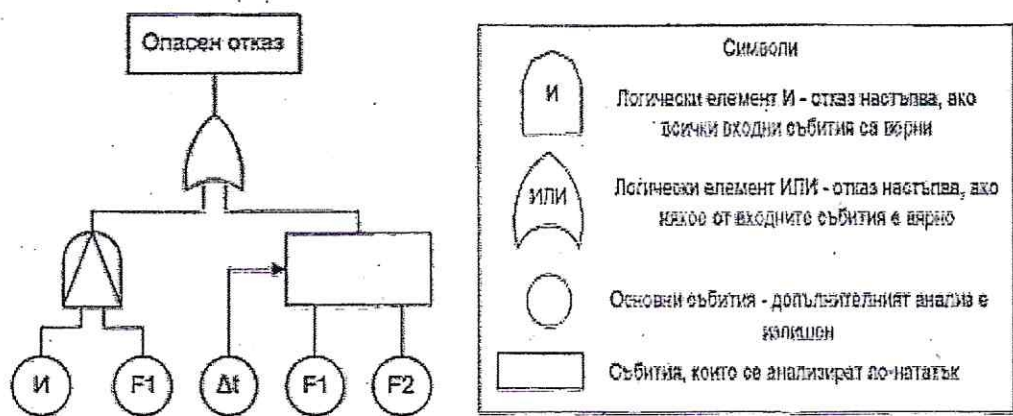 Опасен отказ
И
F1
Δt
F1
F2
Символи
И
Логически елемент И - отказ настъпва, ако
всички входни събития са верни
ИЛИ
Логически елемент ИЛИ - отказ настъпва, ако
някое от входните събития е вярно
Основни събития - допълнителният анализ е
излишен
Събития, които се анализират по-нататък